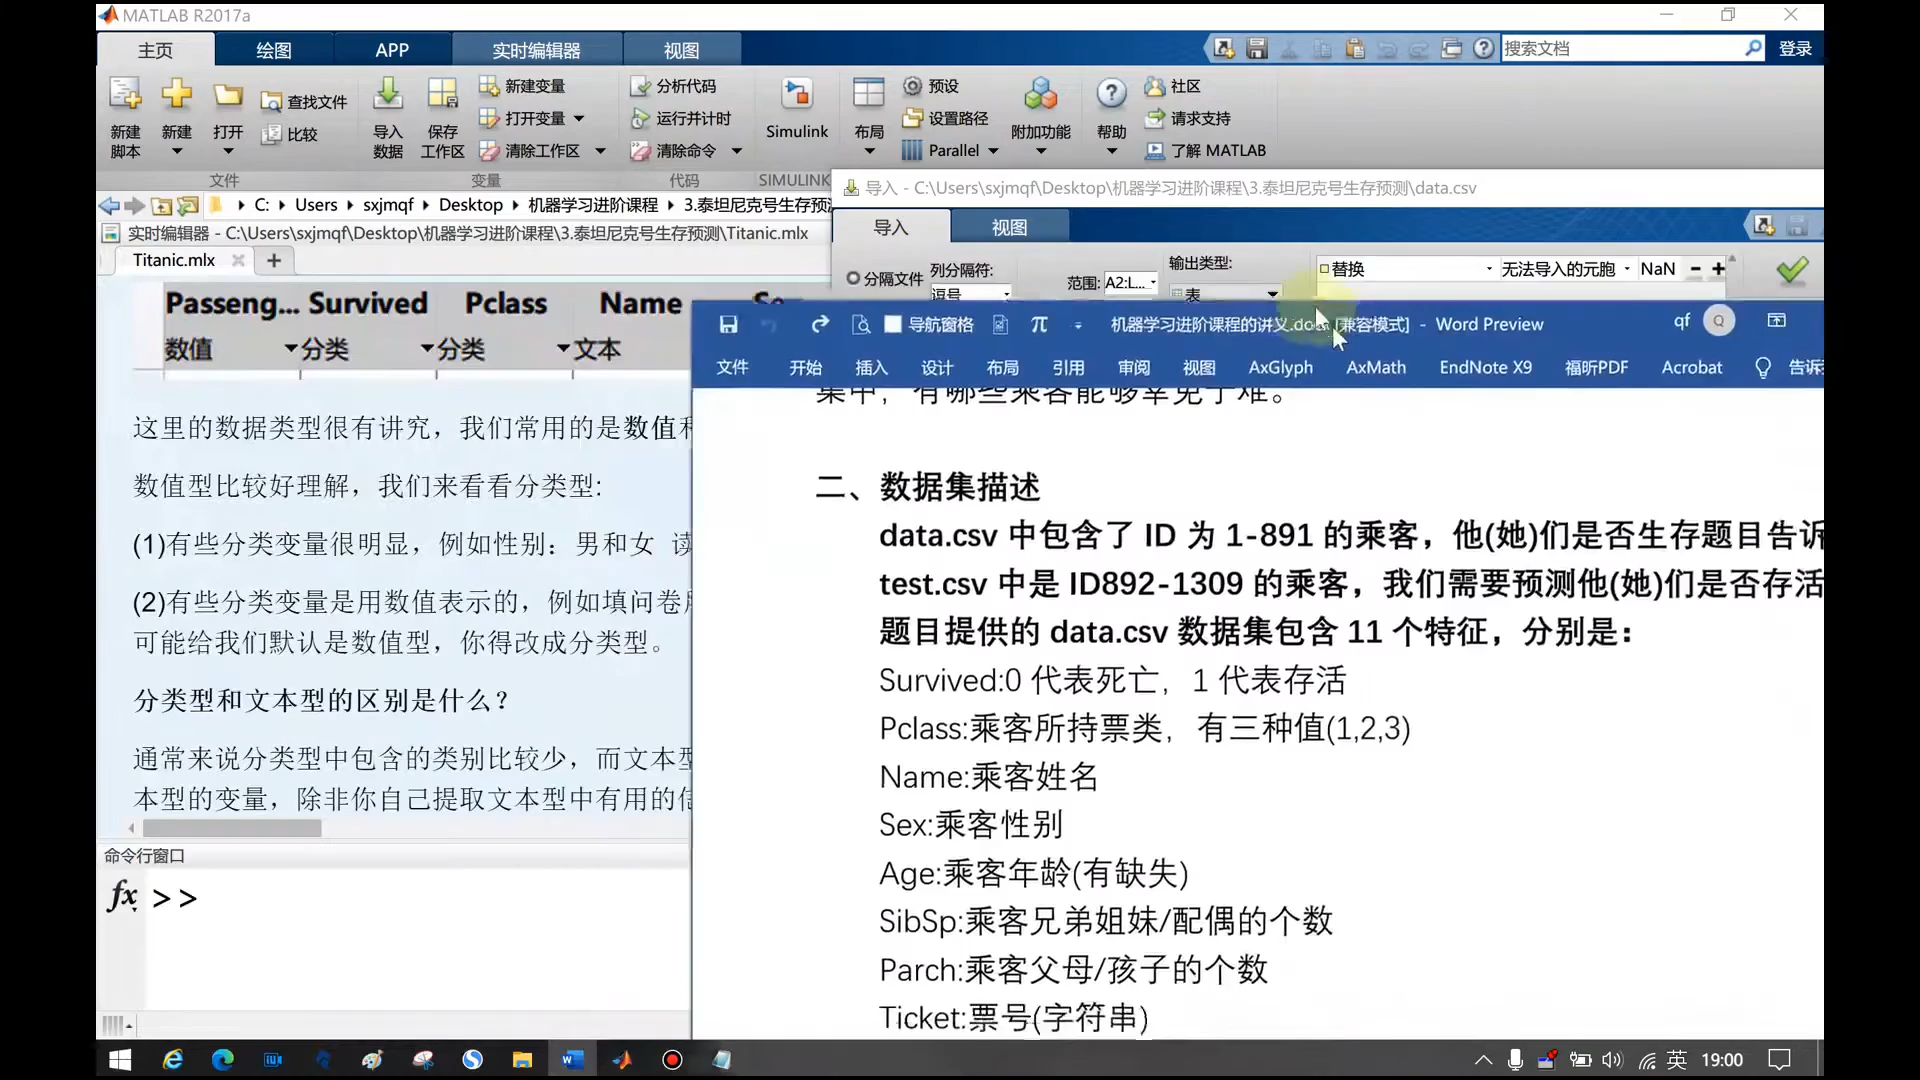 MATLAB R2017a
主页
绘图
APP
实时编辑器
视图
搜索文档
登录
新建
脚本
新建
打开
查找文件
比较
导入
数据
保存
工作区
新建变量
打开变量
清除工作区
分析代码
运行并计时
清除命令
Simulink
布局
预设
设置路径
Parallel
附加功能
帮助
社区
请求支持
了解 MATLAB
文件
变量
代码
SIMULINK
C: Users sxjmqf Desktop 机器学习进阶课程 3.泰坦尼克号生存预
实时编辑器 - C:\Users\sxjmqf\Desktop\机器学习进阶课程\3.泰坦尼克号生存预测\Titanic.mlx
Titanic.mlx
导入 - C:\Users\sxjmqf\Desktop\机器学习进阶课程\3.泰坦尼克号生存预测\data.csv
导入
视图
分隔文件
列分隔符:
逗号
范围: A2:L...
输出类型:
表
替换
无法导入的元胞
NaN
Passeng... Survived Pclass Name
数值 分类 分类 文本
这里的数据类型很有讲究，我们常用的是数值
数值型比较好理解，我们来看看分类型:
(1)有些分类变量很明显，例如性别：男和女
(2)有些分类变量是用数值表示的，例如填问卷
可能给我们默认是数值型，你得改成分类型。
分类型和文本型的区别是什么？
通常来说分类型中包含的类别比较少，而文本型
本型的变量，除非你自己提取文本型中有用的信
命令行窗口
fx >>
导航窗格
π
机器学习进阶课程的讲义.doc [兼容模式] - Word Preview
qf
Q
文件 开始 插入 设计 布局 引用 审阅 视图 AxGlyph AxMath EndNote X9 福昕PDF Acrobat 告诉
集中，有哪些乘客能够幸免于难。
二、数据集描述
data.csv 中包含了 ID 为 1-891 的乘客，他(她)们是否生存题目告诉
test.csv 中是 ID892-1309 的乘客，我们需要预测他(她)们是否存活
题目提供的 data.csv 数据集包含 11 个特征，分别是：
Survived:0 代表死亡，1 代表存活
Pclass:乘客所持票类，有三种值(1,2,3)
Name:乘客姓名
Sex:乘客性别
Age:乘客年龄(有缺失)
SibSp:乘客兄弟姐妹/配偶的个数
Parch:乘客父母/孩子的个数
Ticket:票号(字符串)
英
19:00